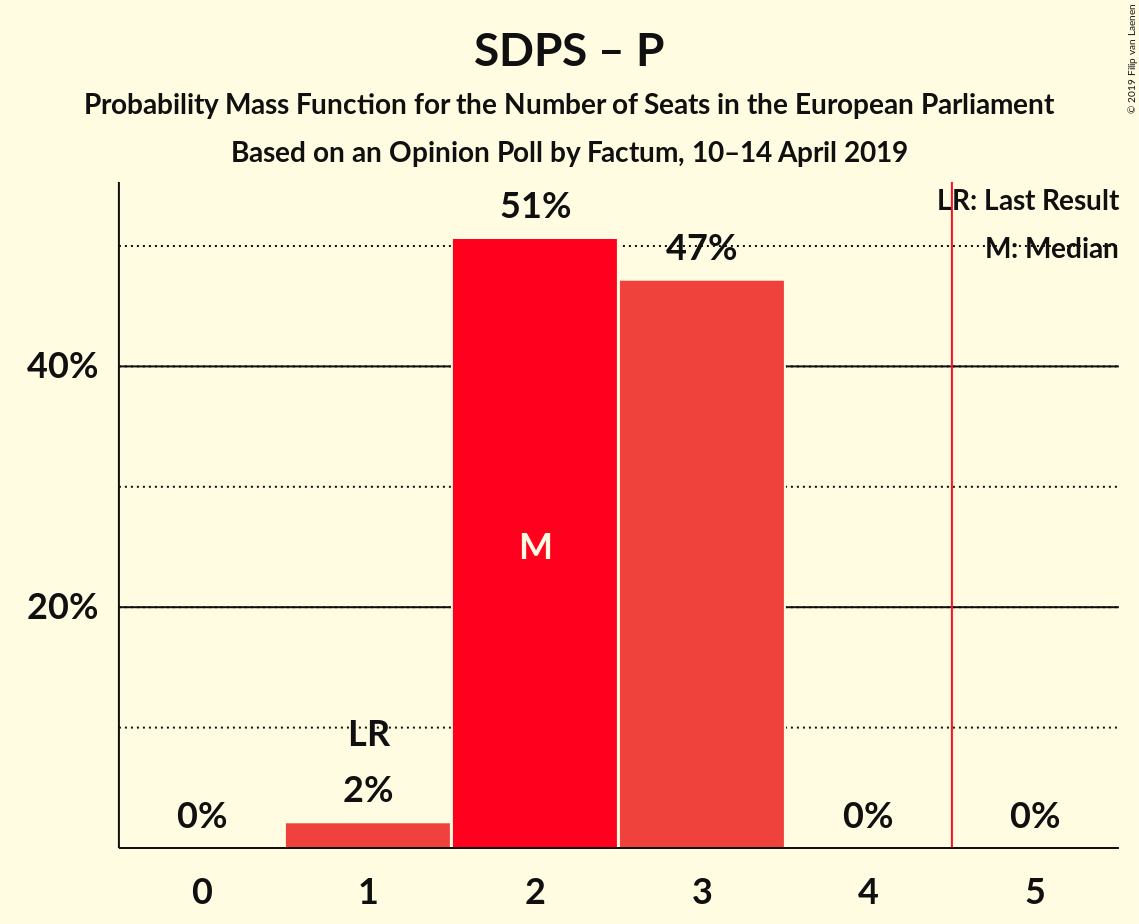 SDPS – P
Probability Mass Function for the Number of Seats in the European Parliament
Based on an Opinion Poll by Factum, 10–14 April 2019
© 2019 Filip van Laenen
LR: Last Result
M: Median
51%
47%
40%
M
20%
LR
2%
0%
0%
0%
0 1 2 3 4 5